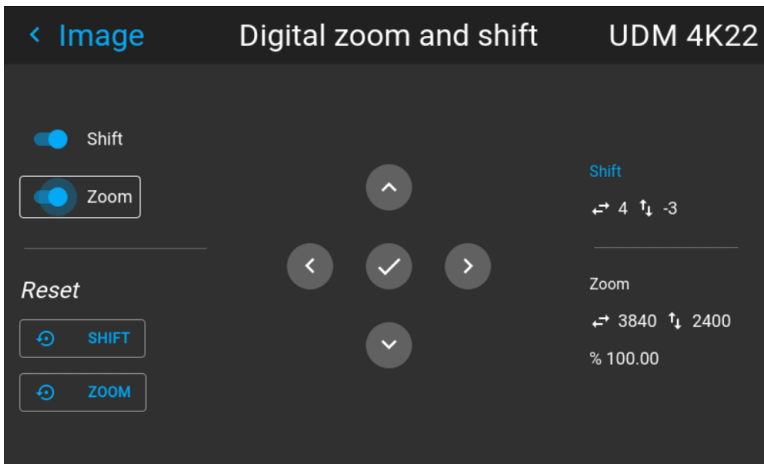 Image
Digital zoom and shift
UDM 4K22
Shift
Zoom
Reset
SHIFT
ZOOM
Shift
4 -3
Zoom
3840 2400
% 100.00